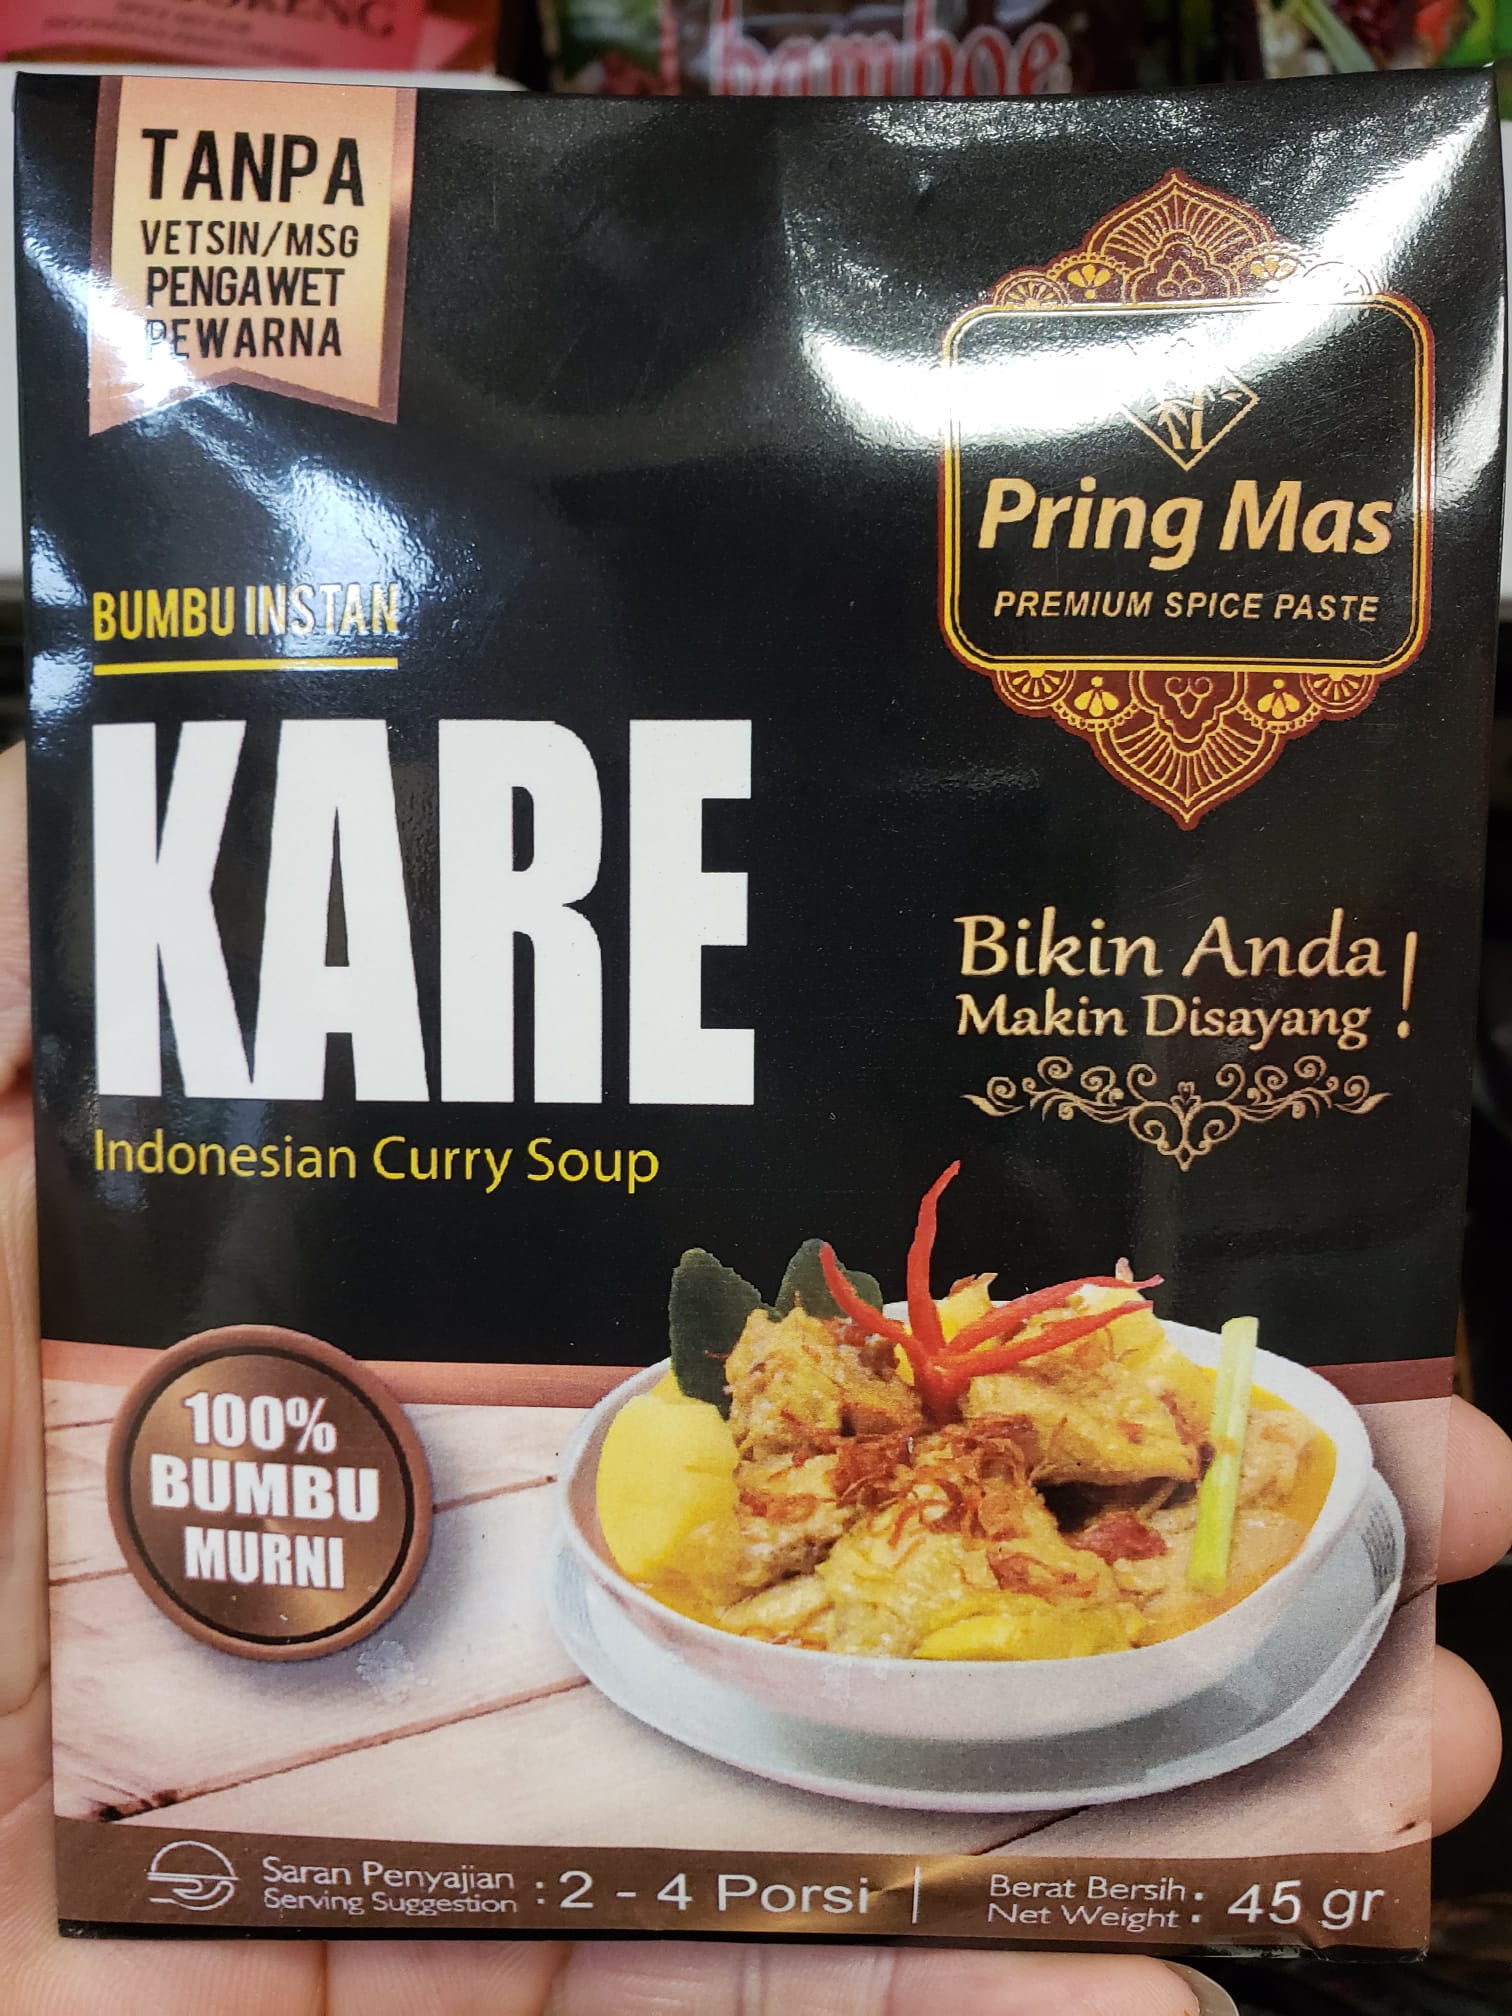 bamboe
TANPA
VETSIN/MSG
PENGAWET
PEWARNA
Pring Mas
PREMIUM SPICE PASTE
BUMBU INSTAN
KARE
Indonesian Curry Soup
Bikin Anda
Makin Disayang !
100%
BUMBU
MURNI
Saran Penyajian
Serving Suggestion : 2 - 4 Porsi
Berat Bersih
Net Weight : 45 gr